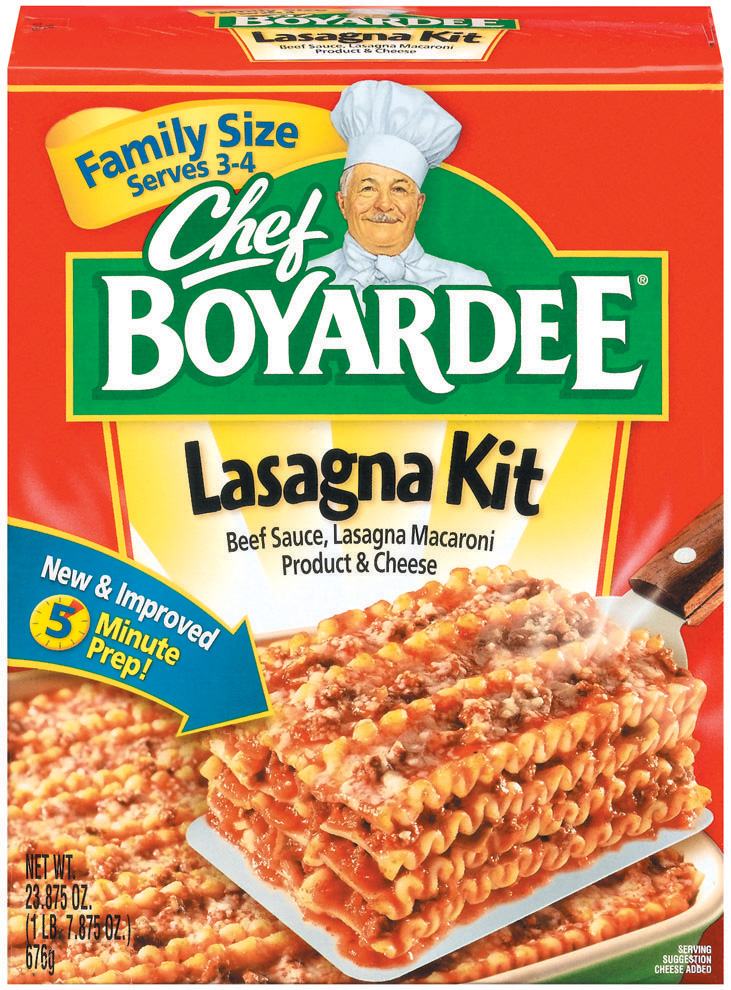 BOYARDEE
Lasagna Kit
Beef Sauce, Lasagna Macaroni
Product & Cheese
Family Size
Serves 3-4
Chef
BOYARDEE®
Lasagna Kit
Beef Sauce, Lasagna Macaroni
Product & Cheese
New & Improved
5 Minute
Prep!
NET WT.
23.875 OZ.
(1 LB. 7.875 OZ.)
676g
SERVING
SUGGESTION
CHEESE ADDED